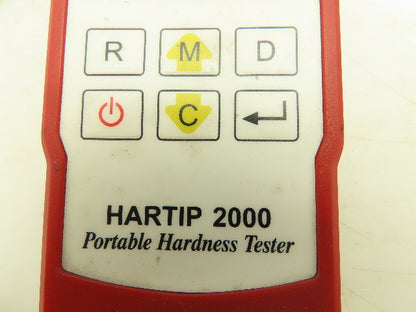 R M D
C
HARTIP 2000
Portable Hardness Tester